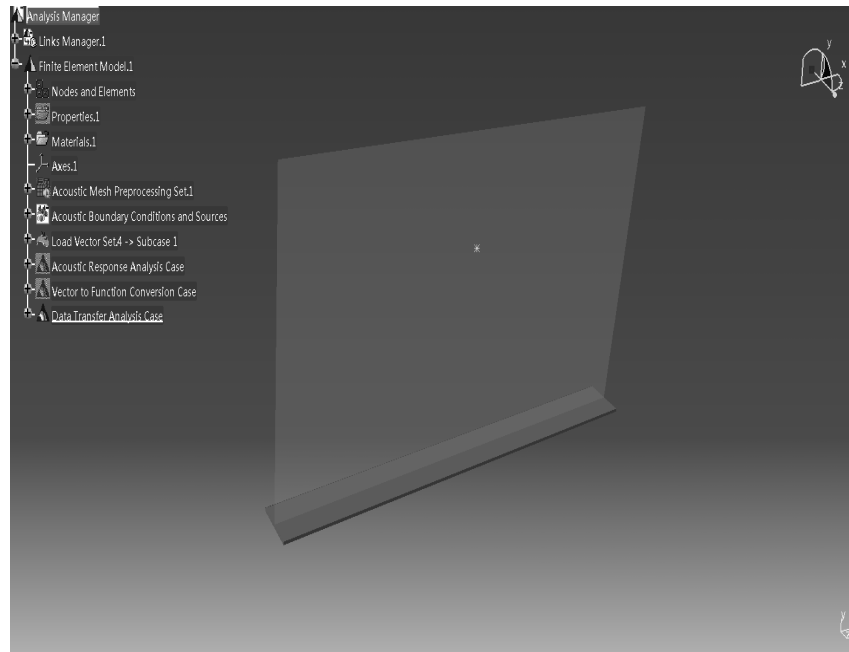 Analysis Manager
Links Manager.1
Finite Element Model.1
Nodes and Elements
Properties.1
Materials.1
Axes.1
Acoustic Mesh Preprocessing Set.1
Acoustic Boundary Conditions and Sources
Load Vector Set.4 -> Subcase 1
Acoustic Response Analysis Case
Vector to Function Conversion Case
Data Transfer Analysis Case
y
x
z
y
z